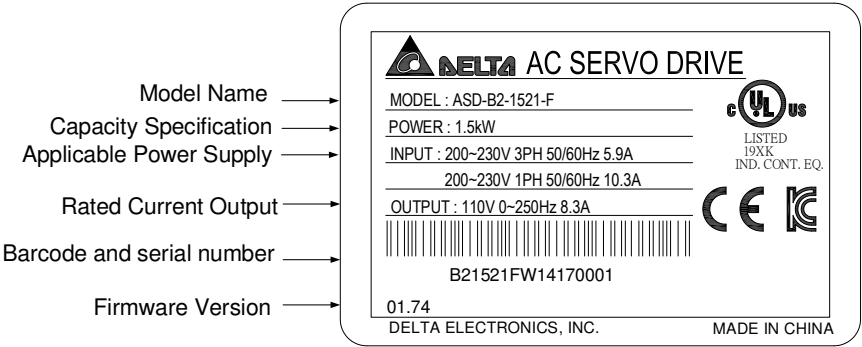 DELTA AC SERVO DRIVE
Model Name
MODEL : ASD-B2-1521-F
Capacity Specification
POWER : 1.5kW
Applicable Power Supply
INPUT : 200~230V 3PH 50/60Hz 5.9A
200~230V 1PH 50/60Hz 10.3A
Rated Current Output
OUTPUT : 110V 0~250Hz 8.3A
C UL US
LISTED
19XK
IND. CONT. EQ.
CE KC
Barcode and serial number
B21521FW14170001
Firmware Version
01.74
DELTA ELECTRONICS, INC. MADE IN CHINA